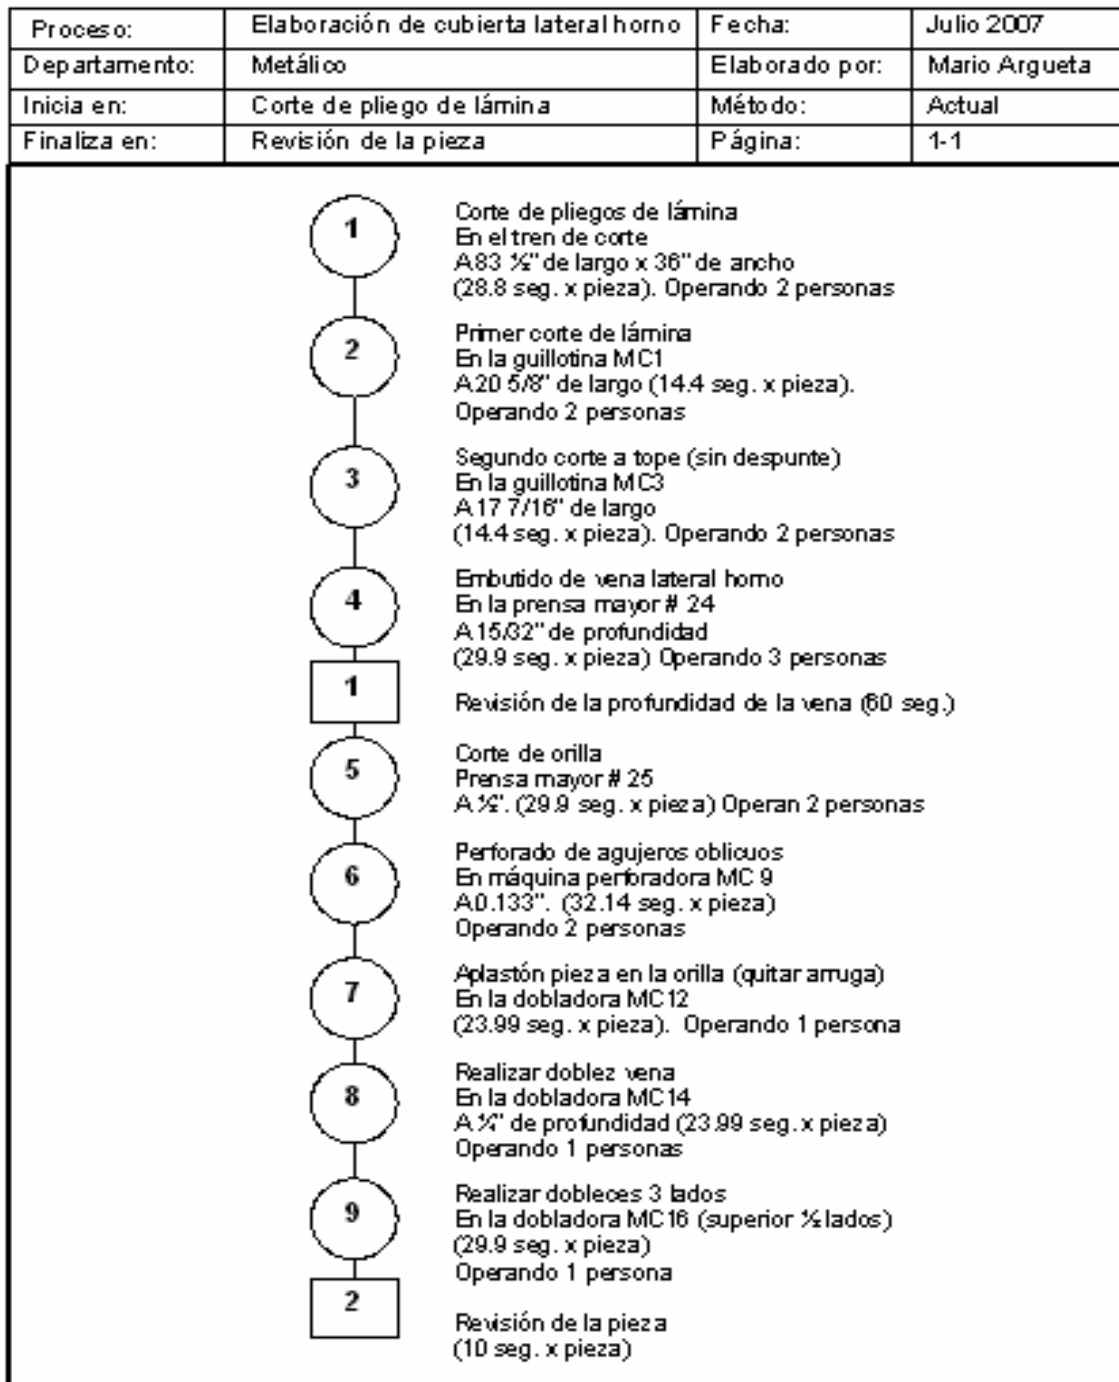 Proceso: Elaboración de cubierta lateral horno Fecha: Julio 2007
Departamento: Metálico Elaborado por: Mario Argueta
Inicia en: Corte de pliego de lámina Método: Actual
Finaliza en: Revisión de la pieza Página: 1-1
1
Corte de pliegos de lámina
En el tren de corte
A 83 ½" de largo x 36" de ancho
(28.8 seg. x pieza). Operando 2 personas
2
Primer corte de lámina
En la guillotina MC1
A 20 5/8" de largo (14.4 seg. x pieza).
Operando 2 personas
3
Segundo corte a tope (sin despunte)
En la guillotina MC3
A 17 7/16" de largo
(14.4 seg. x pieza). Operando 2 personas
4
Embutido de vena lateral horno
En la prensa mayor # 24
A 15/32" de profundidad
(29.9 seg. x pieza) Operando 3 personas
1
Revisión de la profundidad de la vena (60 seg.)
5
Corte de orilla
Prensa mayor # 25
A (29.9 seg. x pieza) Operan 2 personas
6
Perforado de agujeros oblicuos
En máquina perforadora MC 9
A 0.133". (32.14 seg. x pieza)
Operando 2 personas
7
Aplastón pieza en la orilla (quitar arruga)
En la dobladora MC12
(23.99 seg. x pieza). Operando 1 persona
8
Realizar doblez vena
En la dobladora MC14
A de profundidad (23.99 seg. x pieza)
Operando 1 personas
9
Realizar dobleces 3 lados
En la dobladora MC16 (superior lados)
(29.9 seg. x pieza)
Operando 1 persona
2
Revisión de la pieza
(10 seg. x pieza)